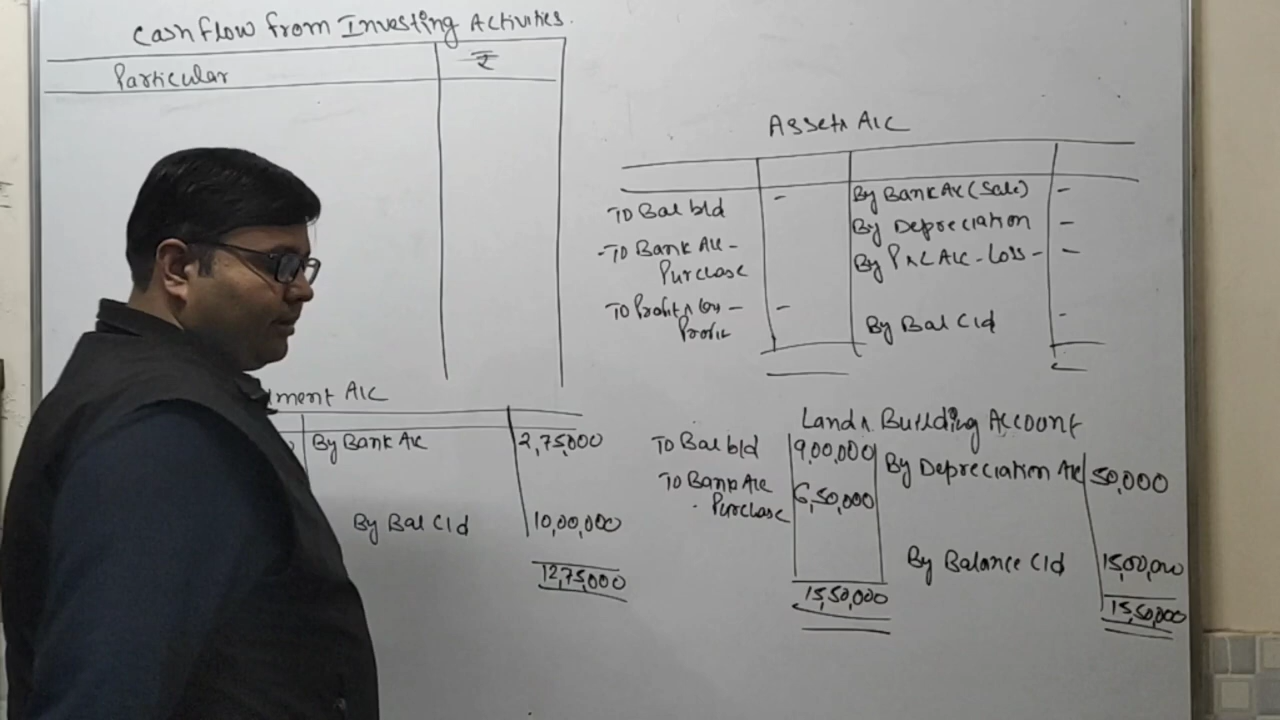 Cash flow from Investing Activities.
Particular ₹
Assets A/C
To Bal b/d - By Bank A/c (Sale) -
- To Bank A/c - Purchase By Depreciation -
To Profit & loss - Profit - By P&L A/c - Loss - -
By Bal C/d -
ment A/C
By Bank A/c 2,75,000
By Bal C/d 10,00,000
12,75,000
Land & Building Account
To Bal b/d 9,00,000 By Depreciation A/c 50,000
To Bank A/c 6,50,000
- Purchase
By Balance C/d 15,00,000
15,50,000 15,50,000